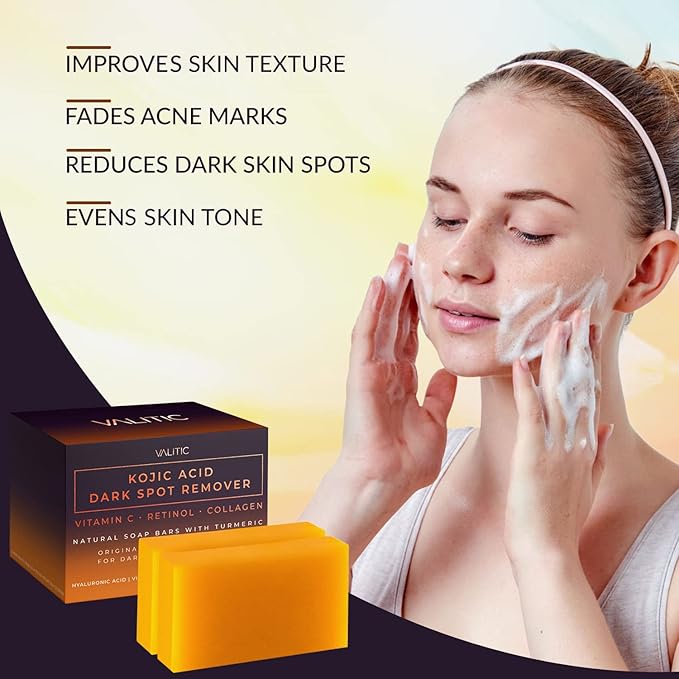 IMPROVES SKIN TEXTURE
FADES ACNE MARKS
REDUCES DARK SKIN SPOTS
EVENS SKIN TONE
VALITIC
VALITIC
KOJIC ACID
DARK SPOT REMOVER
VITAMIN C • RETINOL • COLLAGEN
NATURAL SOAP BARS WITH TURMERIC
FOR DAR
HYALURONIC ACID |